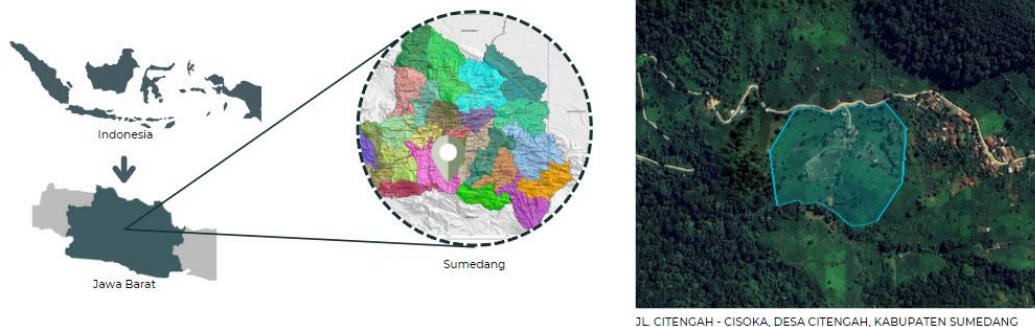 Indonesia
Jawa Barat
Sumedang
JL. CITENGAH - CISOKA, DESA CITENGAH, KABUPATEN SUMEDANG